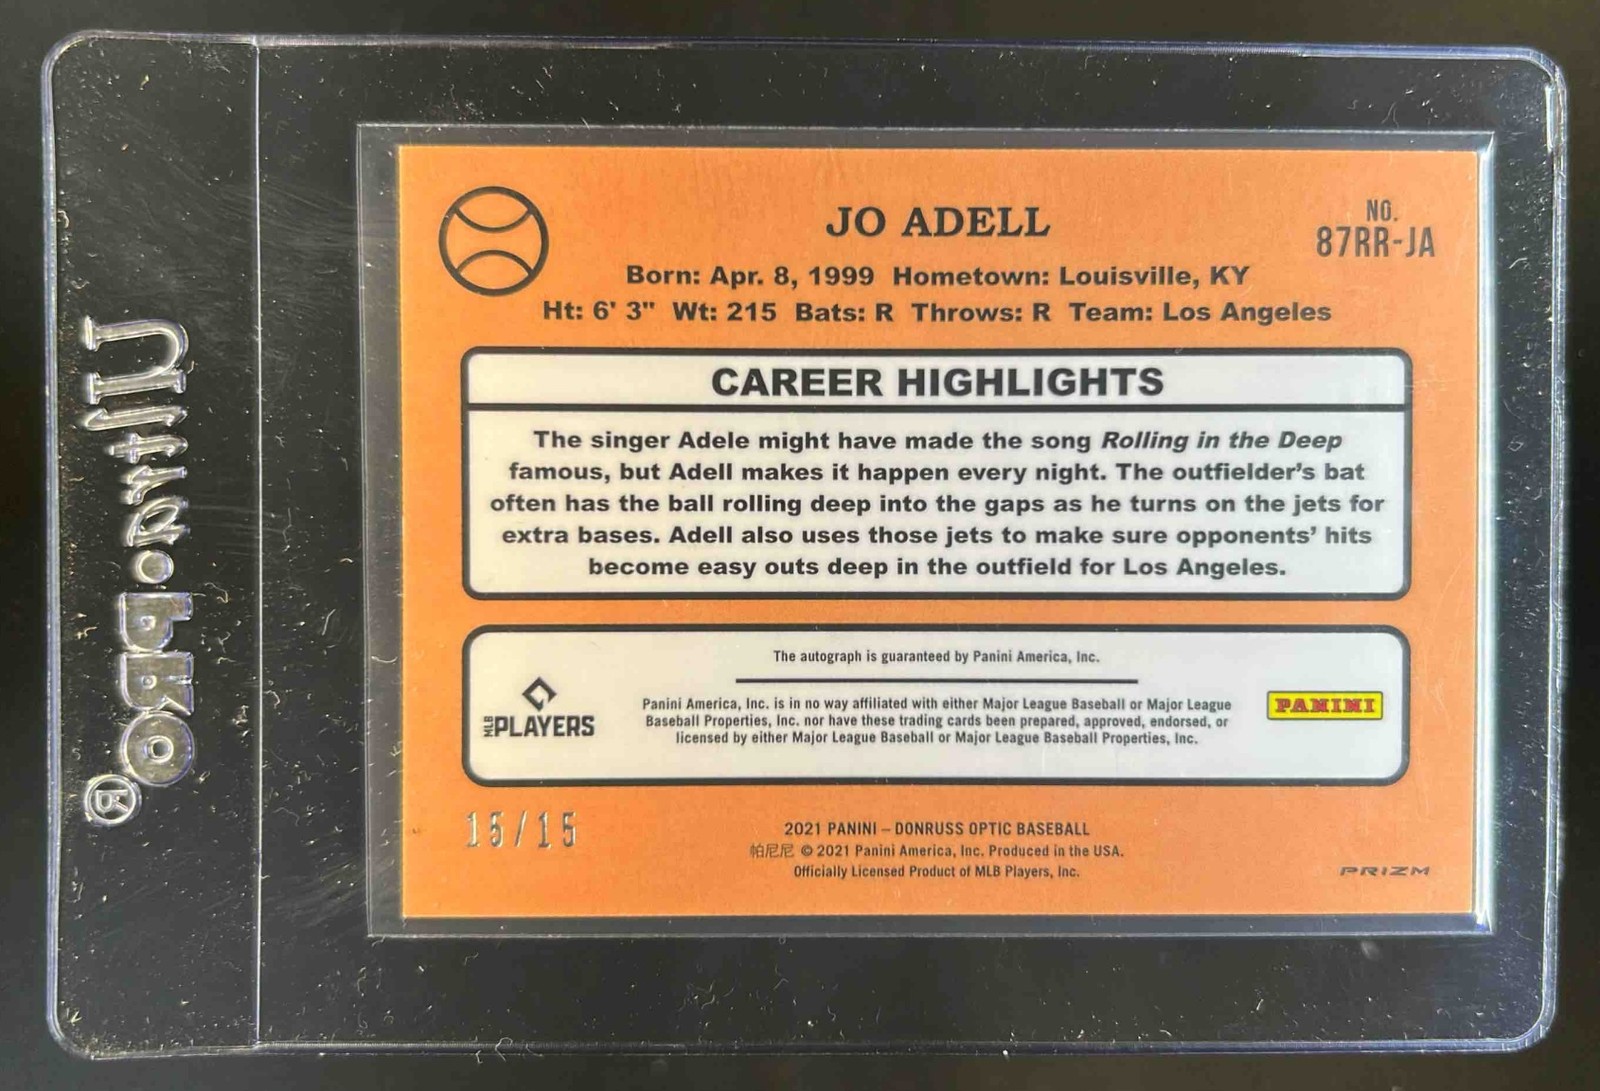 JO ADELL
NO.
87RR-JA
Born: Apr. 8, 1999 Hometown: Louisville, KY
Ht: 6' 3" Wt: 215 Bats: R Throws: R Team: Los Angeles
CAREER HIGHLIGHTS
The singer Adele might have made the song Rolling in the Deep
famous, but Adell makes it happen every night. The outfielder's bat
often has the ball rolling deep into the gaps as he turns on the jets for
extra bases. Adell also uses those jets to make sure opponents' hits
become easy outs deep in the outfield for Los Angeles.
The autograph is guaranteed by Panini America, Inc.
MLB PLAYERS
Panini America, Inc. is in no way affiliated with either Major League Baseball or Major League
Baseball Properties, Inc. nor have these trading cards been prepared, approved, endorsed, or
licensed by either Major League Baseball or Major League Baseball Properties, Inc.
PANINI
15/15
2021 PANINI – DONRUSS OPTIC BASEBALL
帕尼尼 © 2021 Panini America, Inc. Produced in the USA.
Officially Licensed Product of MLB Players, Inc.
PRIZM
Ultra·PRO®